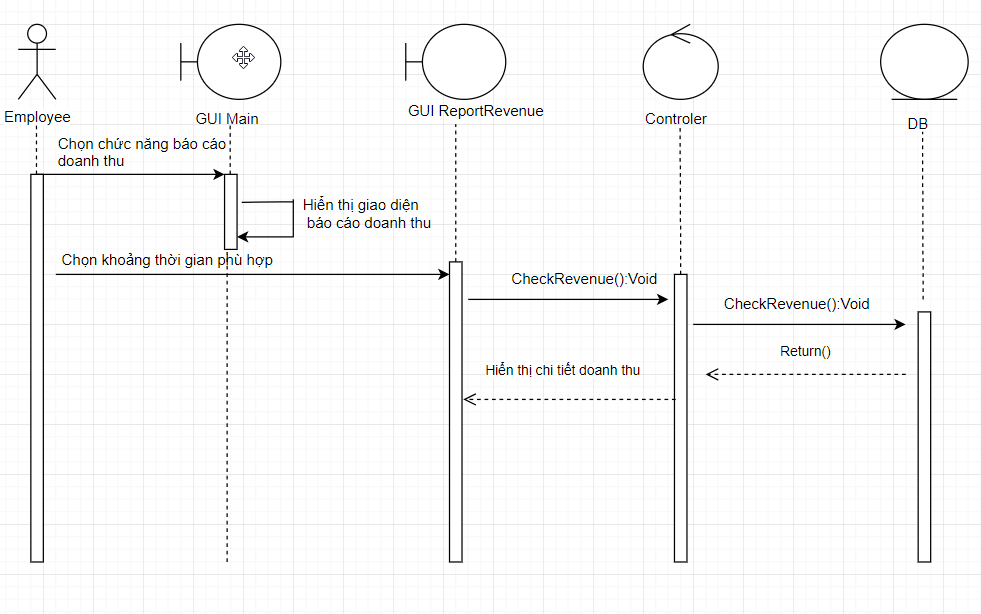 Employee
GUI Main
GUI ReportRevenue
Controler
DB
Chọn chức năng báo cáo
doanh thu
Hiển thị giao diện
báo cáo doanh thu
Chọn khoảng thời gian phù hợp
CheckRevenue():Void
CheckRevenue():Void
Return()
Hiển thị chi tiết doanh thu